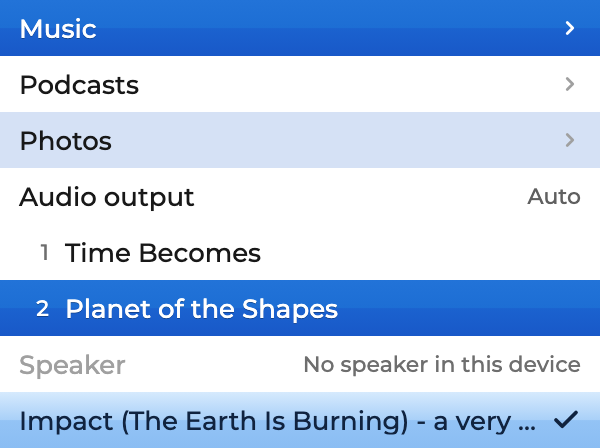 Music
Podcasts
Photos
Audio output Auto
1 Time Becomes
2 Planet of the Shapes
Speaker No speaker in this device
Impact (The Earth Is Burning) - a very ...